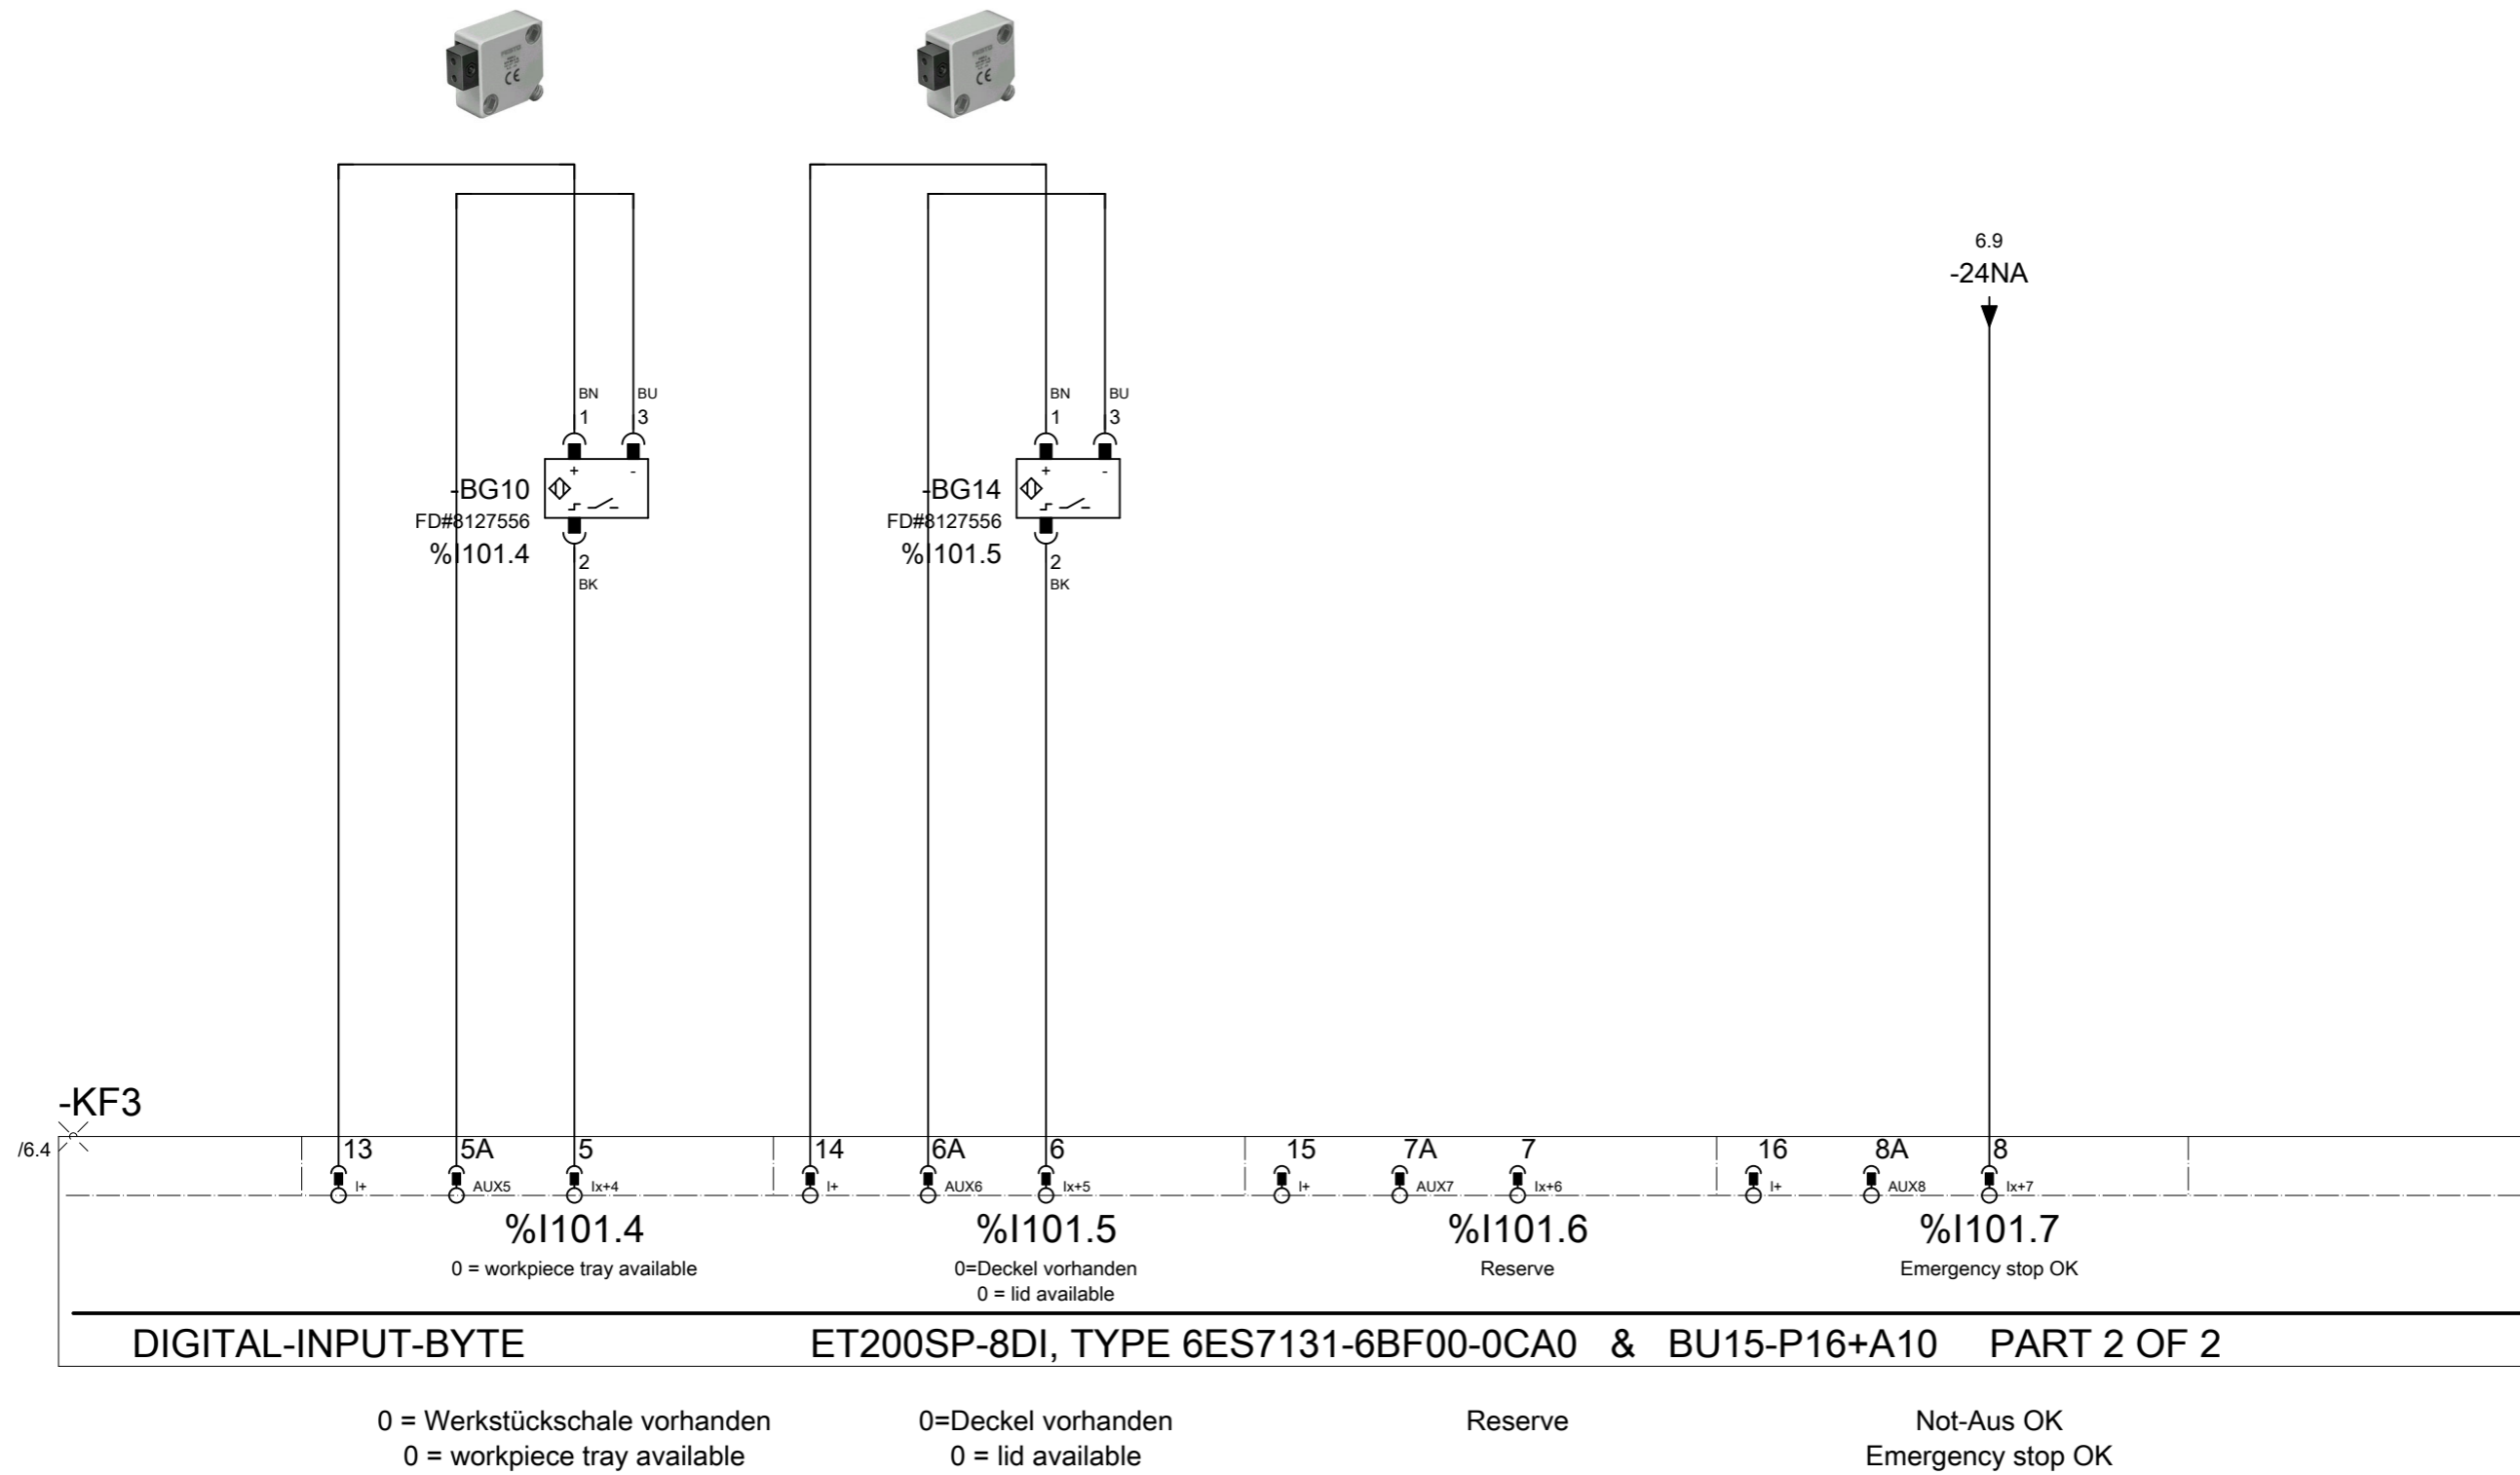 CE
CE
6.9
-24NA
BN
BU
1
3
BN
BU
1
3
+
-
-BG10
FD#8127556
%I101.4
2
BK
+
-
-BG14
FD#8127556
%I101.5
2
BK
-KF3
/6.4
13
5A
5
14
6A
6
15
7A
7
16
8A
8
I+
AUX5
Ix+4
I+
AUX6
Ix+5
I+
AUX7
Ix+6
I+
AUX8
Ix+7
%I101.4
%I101.5
%I101.6
%I101.7
0 = workpiece tray available
0=Deckel vorhanden
0 = lid available
Reserve
Emergency stop OK
DIGITAL-INPUT-BYTE
ET200SP-8DI, TYPE 6ES7131-6BF00-0CA0 & BU15-P16+A10 PART 2 OF 2
0 = Werkstückschale vorhanden
0 = workpiece tray available
0=Deckel vorhanden
0 = lid available
Reserve
Not-Aus OK
Emergency stop OK